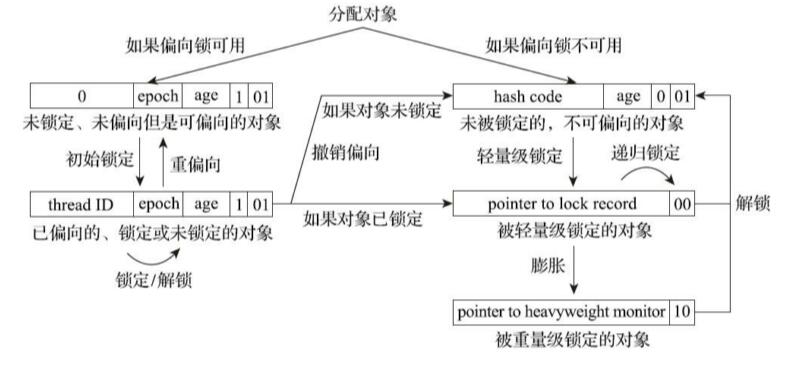 分配对象
如果偏向锁可用
如果偏向锁不可用
0 epoch age 1 01
hash code age 0 01
未锁定、未偏向但是可偏向的对象
如果对象未锁定
未被锁定的，不可偏向的对象
初始锁定
重偏向
撤销偏向
轻量级锁定
递归锁定
thread ID epoch age 1 01
pointer to lock record 00
解锁
已偏向的、锁定或未锁定的对象
如果对象已锁定
被轻量级锁定的对象
锁定/解锁
膨胀
pointer to heavyweight monitor 10
被重量级锁定的对象